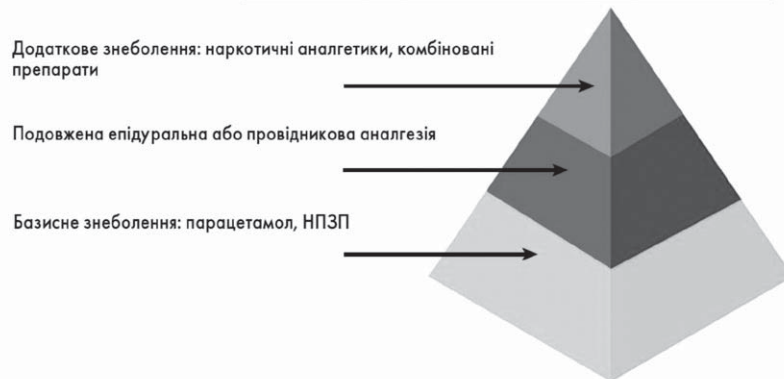 Додаткове знеболення: наркотичні аналгетики, комбіновані
препарати
Подовжена епідуральна або провідникова аналгезія
Базисне знеболення: парацетамол, НПЗП